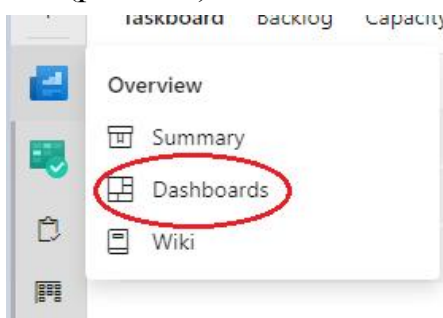 Taskboard Backlog Capacity
Overview
Summary
Dashboards
Wiki